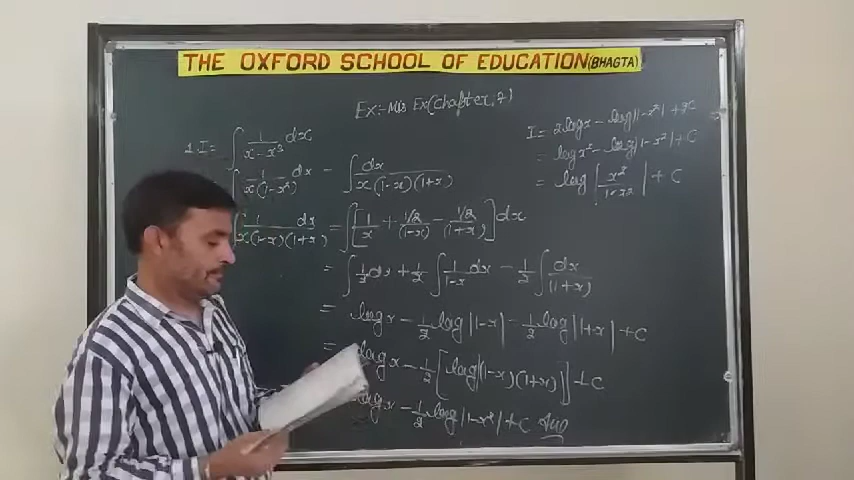 THE OXFORD SCHOOL OF EDUCATION (BHAGTA)
Ex:- Mis Ex (Chapter:7)
1. I = ∫ 1/(x-x³) dx
∫ 1/(x(1-x²)) dx = ∫ dx/(x(1-x)(1+x))
∫ 1/(x(1-x)(1+x)) dx = ∫ [1/x + (1/2)/(1-x) - (1/2)/(1+x)] dx
= ∫ 1/x dx + 1/2 ∫ 1/(1-x) dx - 1/2 ∫ dx/(1+x)
= log x - 1/2 log|1-x| - 1/2 log|1+x| + C
= log x - 1/2 [log|(1-x)(1+x)|] + C
log x - 1/2 log|1-x²| + C Ans
I = 2 log x - log|1-x²| + 2C
= log x² - log|1-x²| + C
= log |x²/(1-x²)| + C